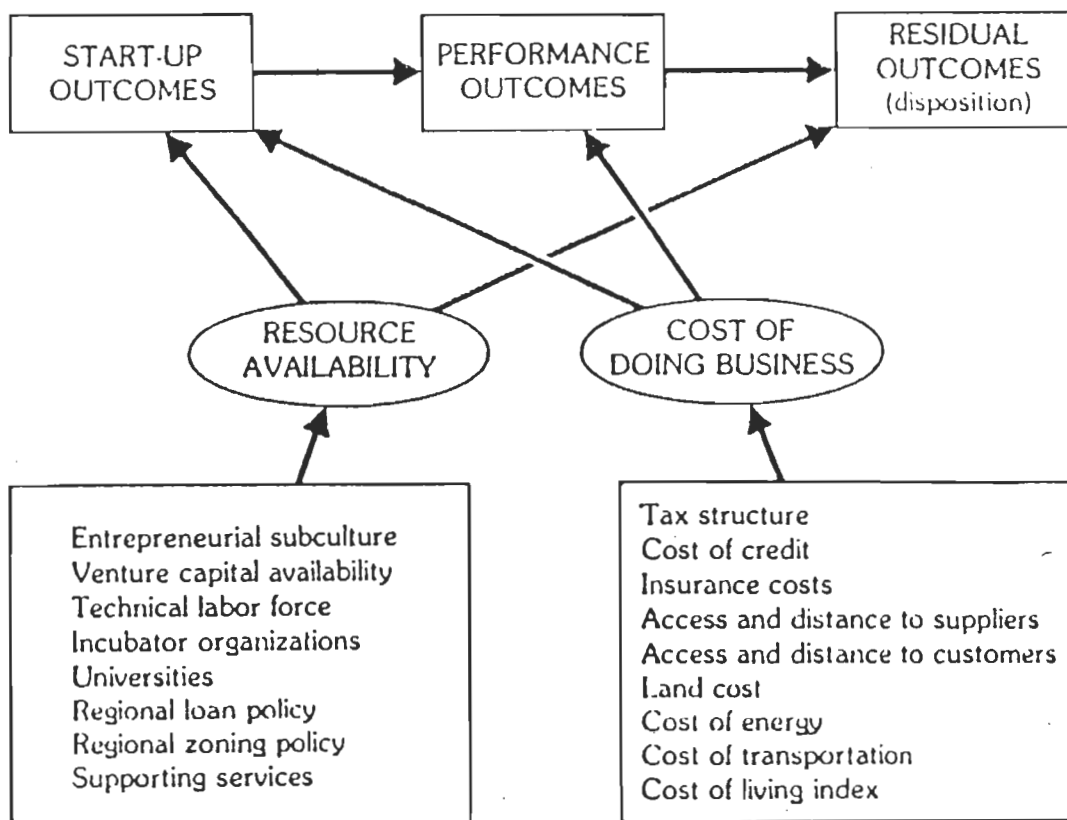 START-UP
OUTCOMES
PERFORMANCE
OUTCOMES
RESIDUAL
OUTCOMES
(disposition)
RESOURCE
AVAILABILITY
COST OF
DOING BUSINESS
Entrepreneurial subculture
Venture capital availability
Technical labor force
Incubator organizations
Universities
Regional loan policy
Regional zoning policy
Supporting services
Tax structure
Cost of credit
Insurance costs
Access and distance to suppliers
Access and distance to customers
Land cost
Cost of energy
Cost of transportation
Cost of living index